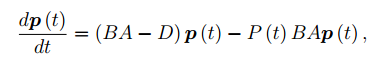 d𝒑(t)/dt = (BA − D) 𝒑(t) − P(t) BA𝒑(t),